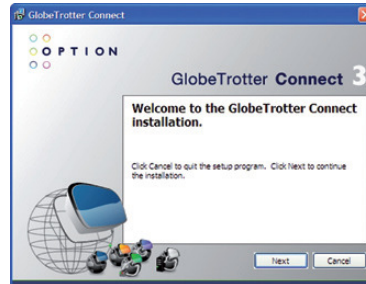 GlobeTrotter Connect
OPTION
GlobeTrotter Connect 3
Welcome to the GlobeTrotter Connect
installation.
Click Cancel to quit the setup program. Click Next to continue
the installation.
Next
Cancel